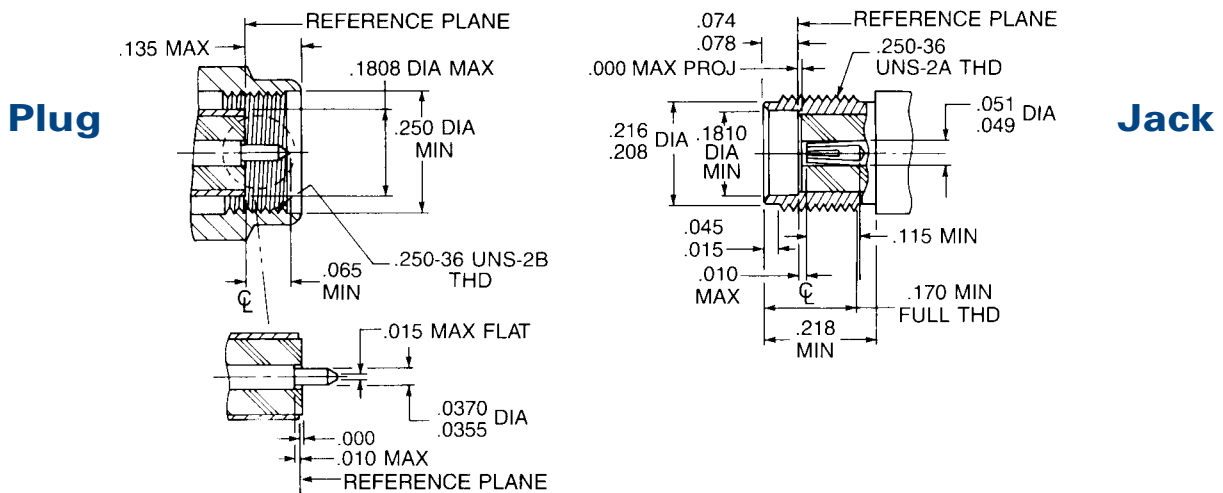 Plug
REFERENCE PLANE
.135 MAX
.1808 DIA MAX
.250 DIA
MIN
.250-36 UNS-2B
THD
.065
MIN
℄
.015 MAX FLAT
.0370
.0355
DIA
.000
.010 MAX
REFERENCE PLANE
Jack
.074
.078
REFERENCE PLANE
.000 MAX PROJ
.250-36
UNS-2A THD
.216
.208
DIA
.1810
DIA
MIN
.051
.049
DIA
.045
.015
.115 MIN
.010
MAX
℄
.170 MIN
FULL THD
.218
MIN